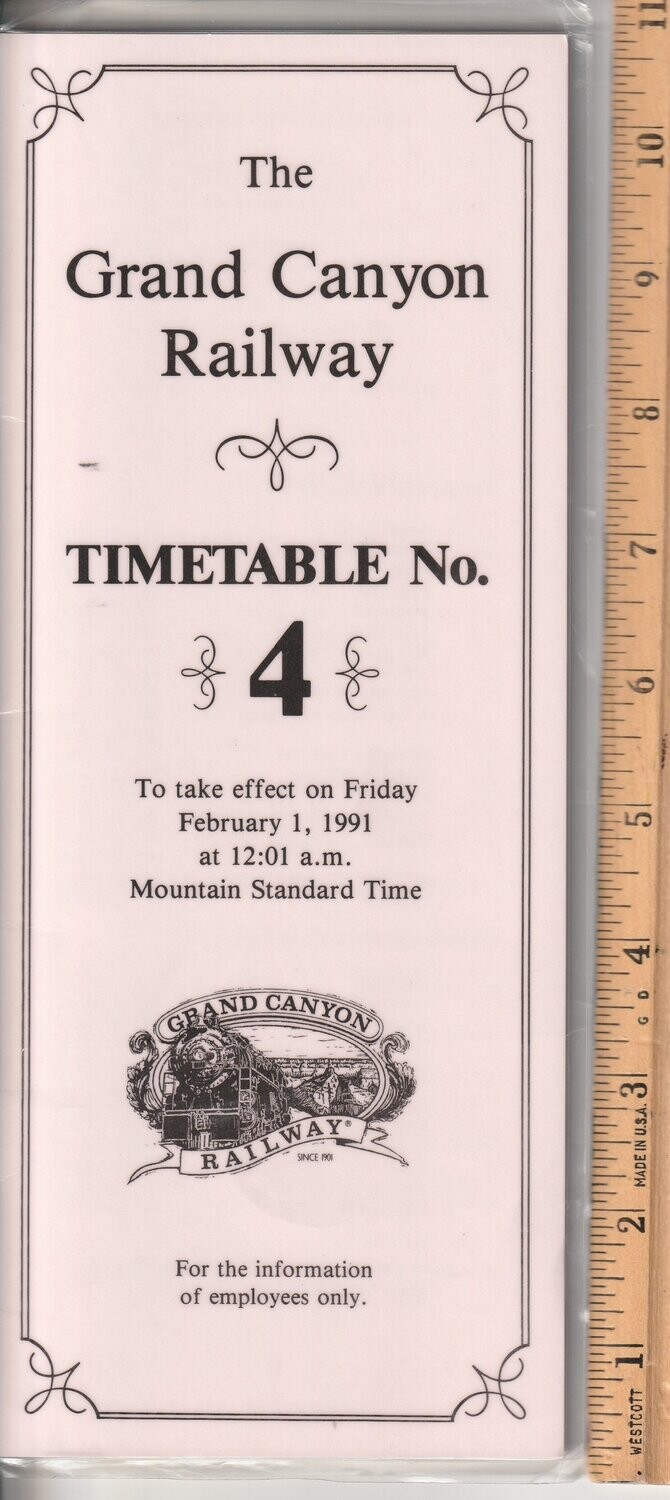 The
Grand Canyon
Railway
TIMETABLE No.
4
To take effect on Friday
February 1, 1991
at 12:01 a.m.
Mountain Standard Time
GRAND CANYON
RAILWAY®
SINCE 1901
For the information
of employees only.
11
10
9
8
7
6
5
4
G D
3
MADE IN U.S.A.
2
1
WESTCOTT